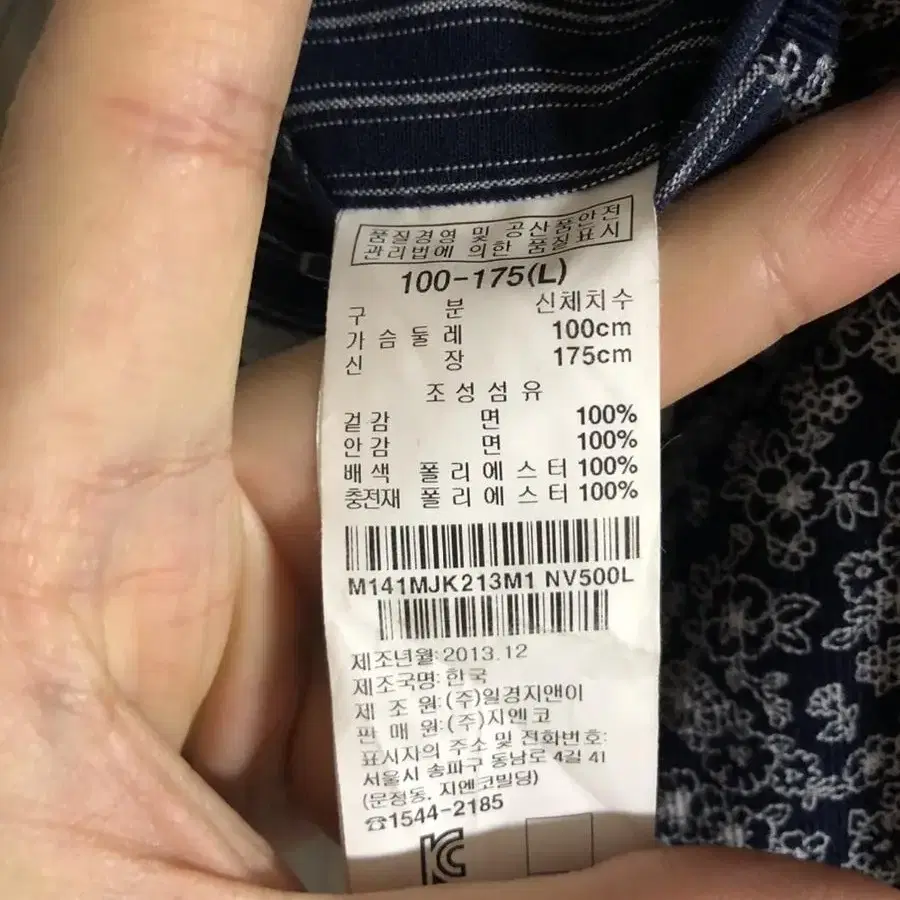 품질경영 및 공산품안전
관리법에 의한 품질표시
100-175(L)
구 분 신체치수
가슴둘레 100cm
신 장 175cm
조성섬유
겉감 면 100%
안감 면 100%
배색 폴리에스터 100%
충전재 폴리에스터 100%
M141MJK213M1 NV500L
제조년월: 2013.12
제조국명: 한국
제 조 원: (주)일경지앤이
판 매 원: (주)지엔코
표시자의 주소 및 전화번호:
서울시 송파구 동남로 4길 41
(문정동, 지엔코빌딩)
☎1544-2185